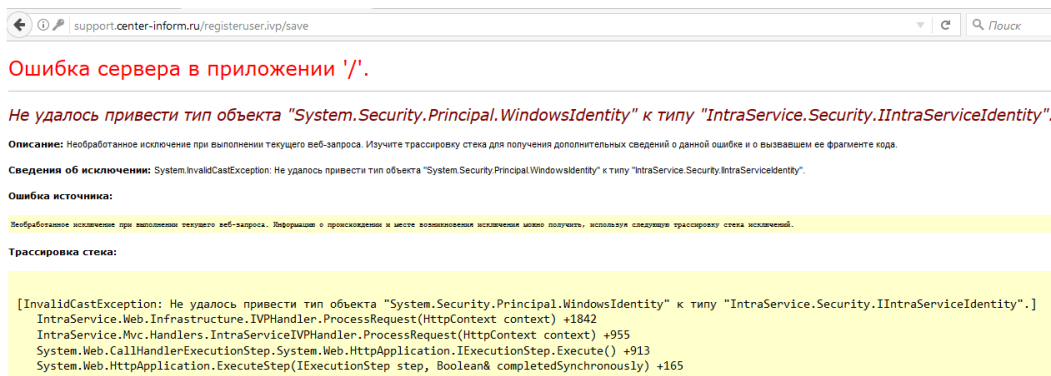 support.center-inform.ru/registeruser.ivp/save
Поиск
Ошибка сервера в приложении '/'.
Не удалось привести тип объекта "System.Security.Principal.WindowsIdentity" к типу "IntraService.Security.IIntraServiceIdentity".
Описание: Необработанное исключение при выполнении текущего веб-запроса. Изучите трассировку стека для получения дополнительных сведений о данной ошибке и о вызвавшем ее фрагменте кода.
Сведения об исключении: System.InvalidCastException: Не удалось привести тип объекта "System.Security.Principal.WindowsIdentity" к типу "IntraService.Security.IIntraServiceIdentity".
Ошибка источника:
Необработанное исключение при выполнении текущего веб-запроса. Информацию о происхождении и месте возникновения исключения можно получить, используя следующую трассировку стека исключений.
Трассировка стека:
[InvalidCastException: Не удалось привести тип объекта "System.Security.Principal.WindowsIdentity" к типу "IntraService.Security.IIntraServiceIdentity".]
IntraService.Web.Infrastructure.IVPHandler.ProcessRequest(HttpContext context) +1842
IntraService.Mvc.Handlers.IntraServiceIVPHandler.ProcessRequest(HttpContext context) +955
System.Web.CallHandlerExecutionStep.System.Web.HttpApplication.IExecutionStep.Execute() +913
System.Web.HttpApplication.ExecuteStep(IExecutionStep step, Boolean& completedSynchronously) +165